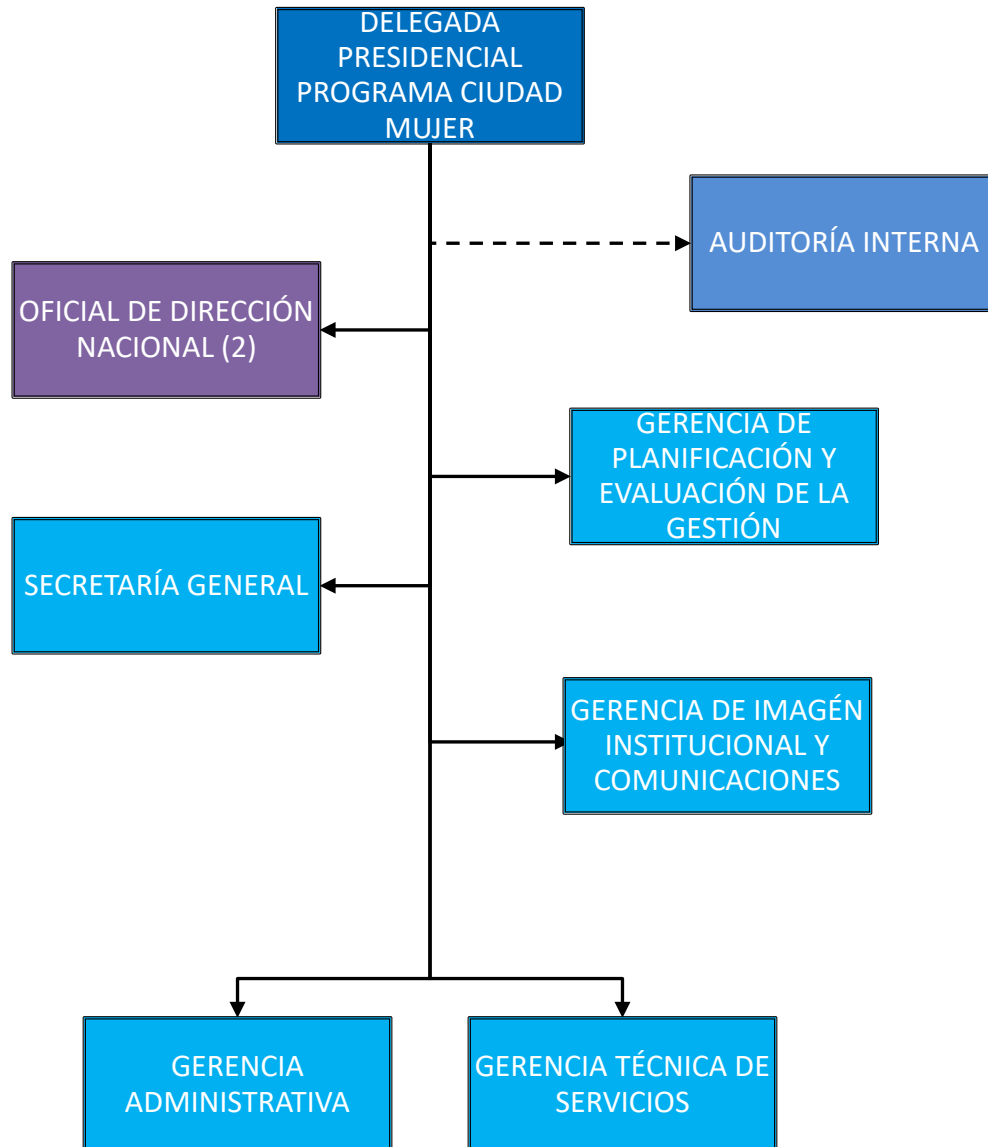 DELEGADA
PRESIDENCIAL
PROGRAMA CIUDAD
MUJER
AUDITORÍA INTERNA
OFICIAL DE DIRECCIÓN
NACIONAL (2)
GERENCIA DE
PLANIFICACIÓN Y
EVALUACIÓN DE LA
GESTIÓN
SECRETARÍA GENERAL
GERENCIA DE IMAGÉN
INSTITUCIONAL Y
COMUNICACIONES
GERENCIA
ADMINISTRATIVA
GERENCIA TÉCNICA DE
SERVICIOS